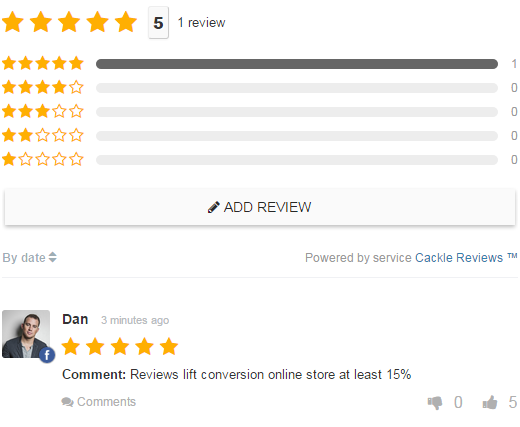 5 1 review
1
0
0
0
0
ADD REVIEW
By date Powered by service Cackle Reviews ™
Dan 3 minutes ago
f
Comment: Reviews lift conversion online store at least 15%
Comments 0 5